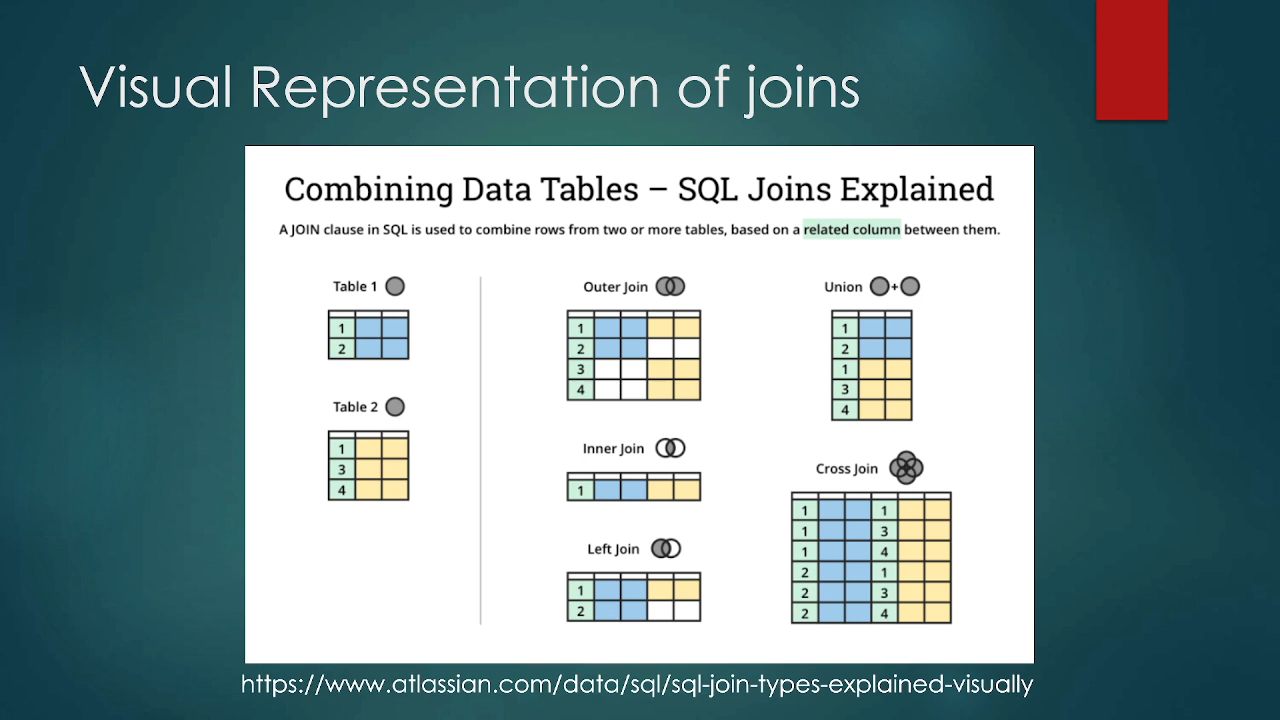 Visual Representation of joins
Combining Data Tables – SQL Joins Explained
A JOIN clause in SQL is used to combine rows from two or more tables, based on a related column between them.
Table 1
1
2
Table 2
1
3
4
Outer Join
1
2
3
4
Inner Join
1
Left Join
1
2
Union +
1
2
1
3
4
Cross Join
1 1
1 3
1 4
2 1
2 3
2 4
https://www.atlassian.com/data/sql/sql-join-types-explained-visually